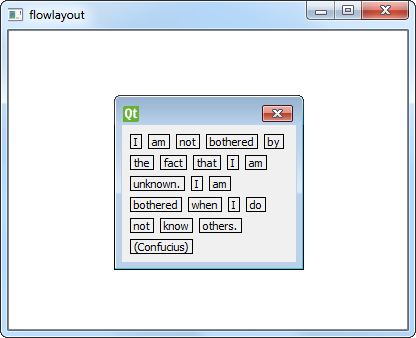 flowlayout
Qt
I am not bothered by
the fact that I am
unknown. I am
bothered when I do
not know others.
(Confucius)